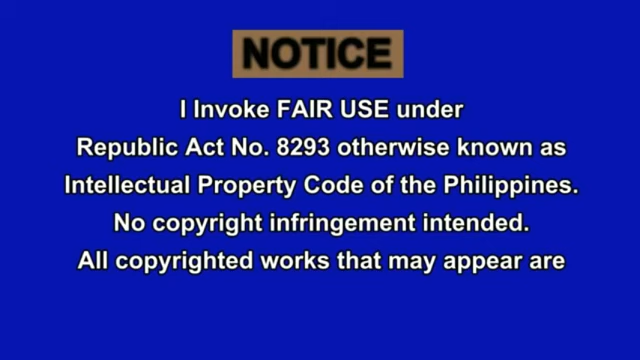 NOTICE
I Invoke FAIR USE under
Republic Act No. 8293 otherwise known as
Intellectual Property Code of the Philippines.
No copyright infringement intended.
All copyrighted works that may appear are